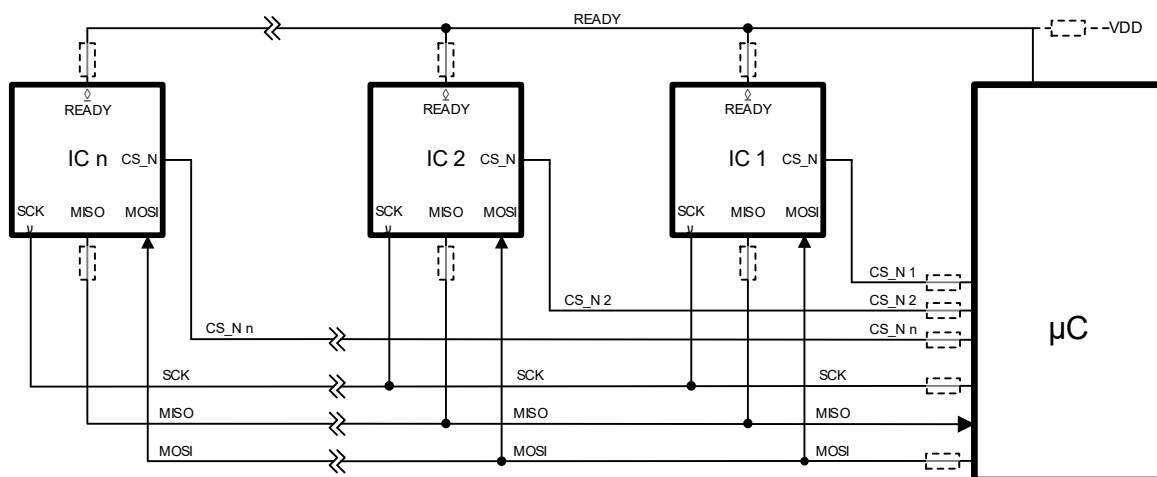 READY
VDD
READY
READY
READY
IC n
CS_N
IC 2
CS_N
IC 1
CS_N
SCK
MISO
MOSI
SCK
MISO
MOSI
SCK
MISO
MOSI
CS_N 1
CS_N 2
CS_N 2
CS_N n
CS_N n
µC
SCK
SCK
SCK
MISO
MISO
MISO
MOSI
MOSI
MOSI